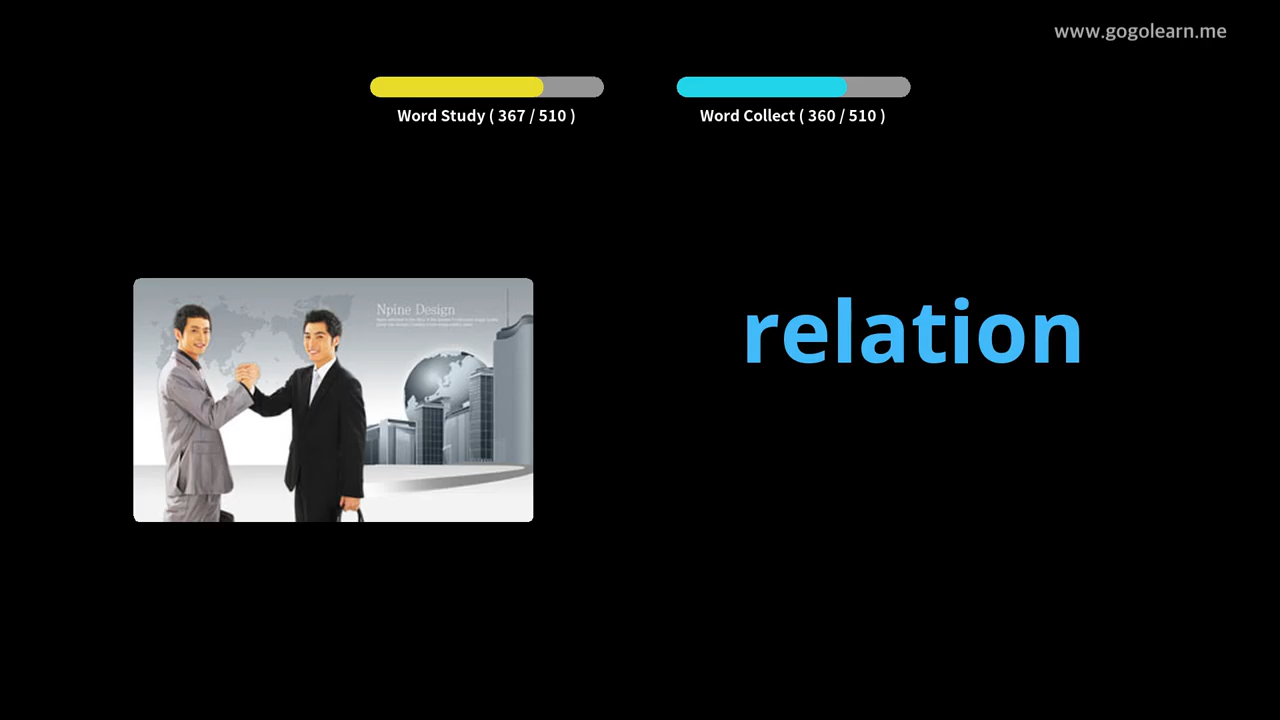 www.gogolearn.me
Word Study ( 367 / 510 )
Word Collect ( 360 / 510 )
Npine Design
relation